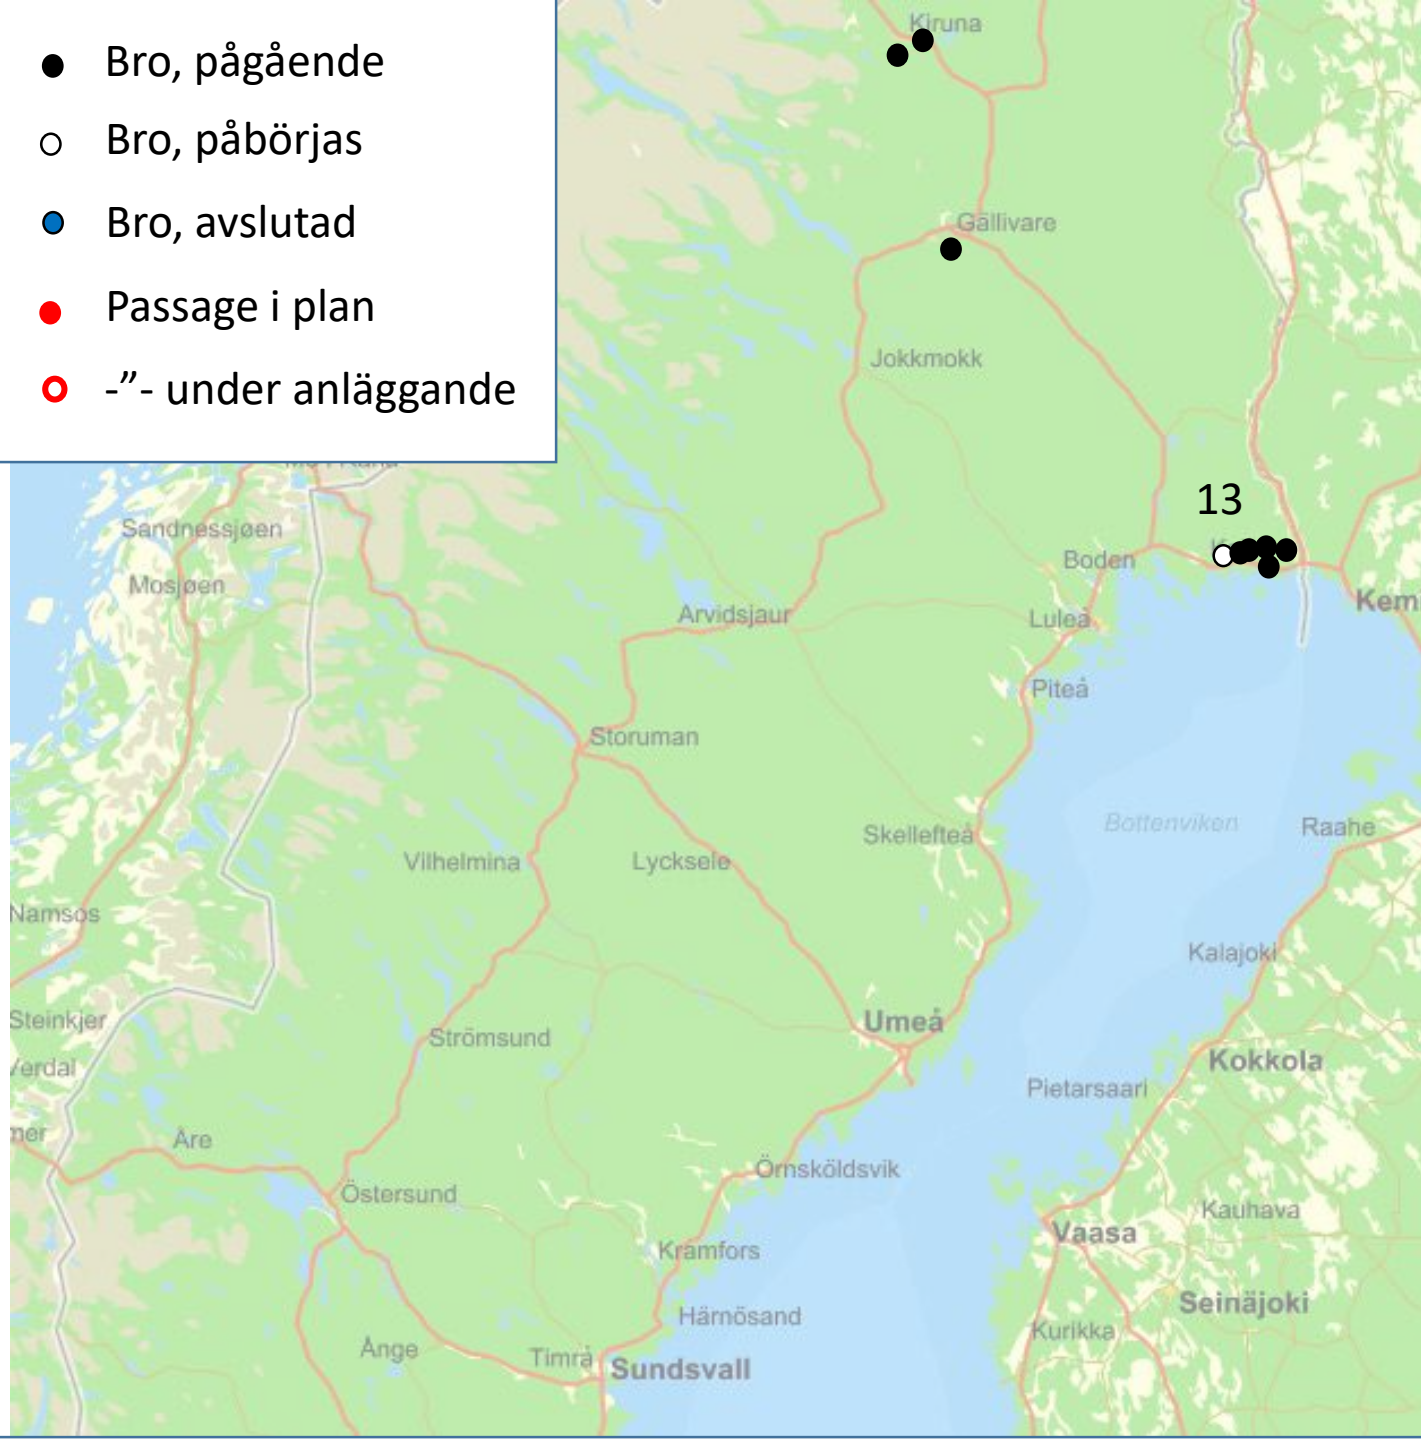 Bro, pågående
Bro, påbörjas
Bro, avslutad
Passage i plan
-”- under anläggande
Kiruna
Gällivare
Jokkmokk
13
Sandnessjøen
Mosjøen
Boden
Arvidsjaur
Luleå
Kem
Piteå
Storuman
Bottenviken
Raahe
Skellefteå
Vilhelmina
Lycksele
Namsos
Kalajoki
Steinkjer
Umeå
Strömsund
Kokkola
Verdal
Pietarsaari
Åre
Örnsköldsvik
Östersund
Kauhava
Vaasa
Kramfors
Seinäjoki
Härnösand
Kurikka
Ånge
Timrå
Sundsvall